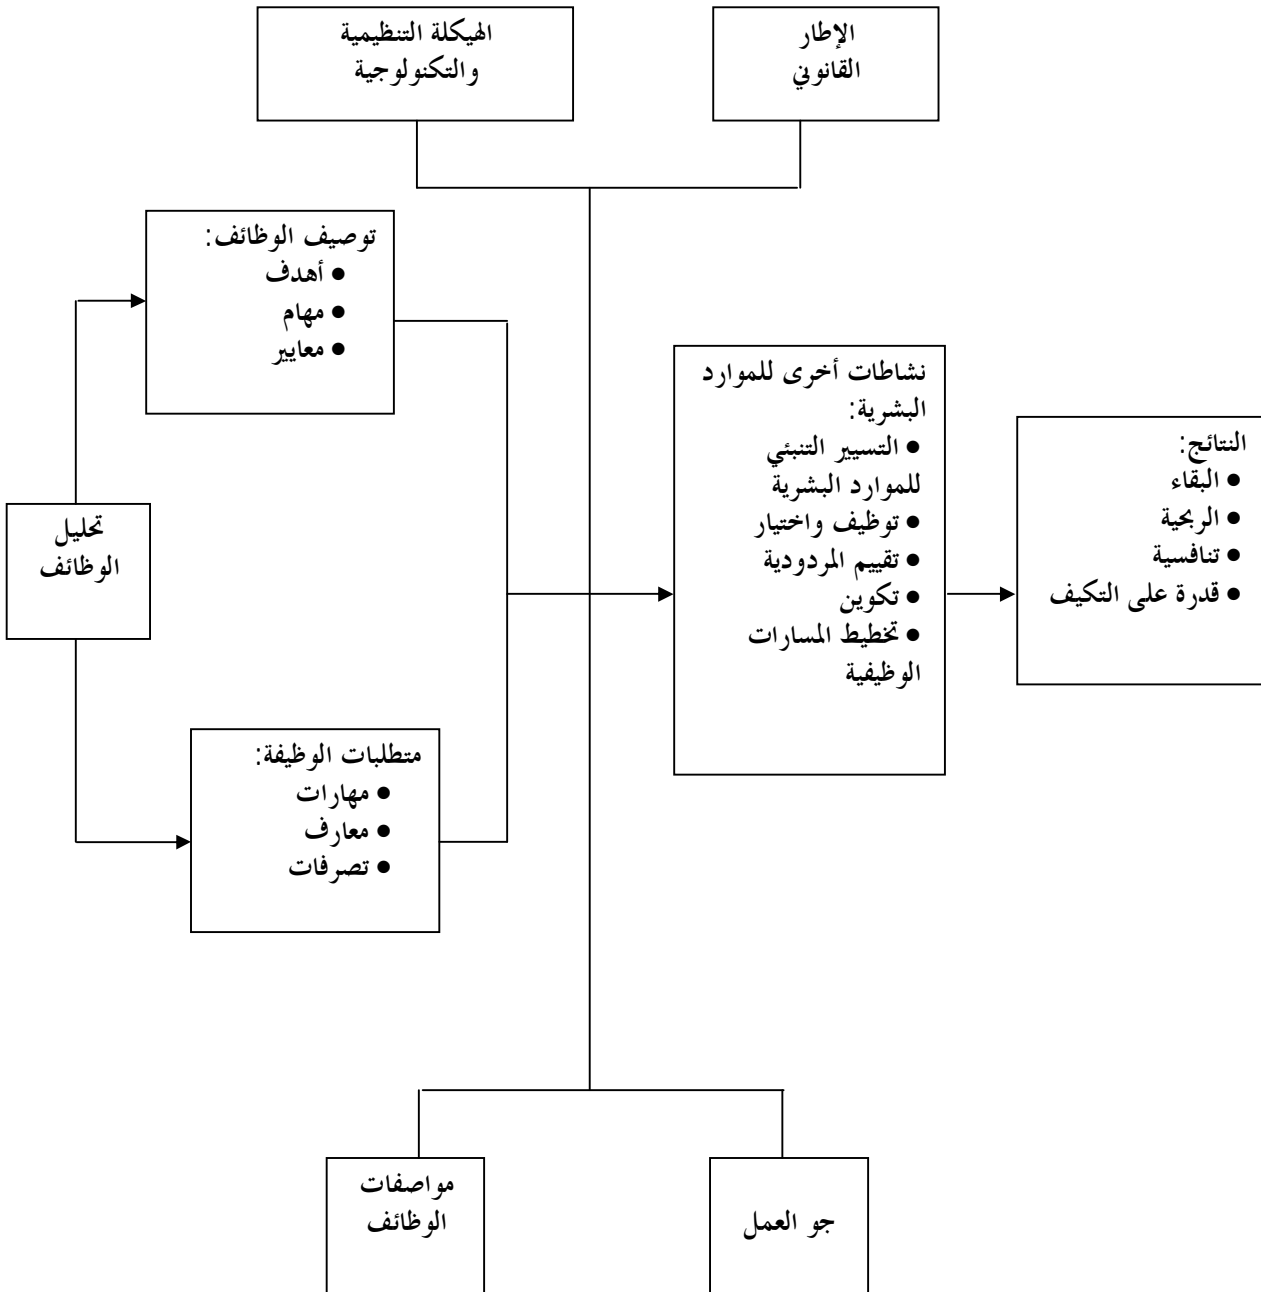 الإطار
القانوني
الهيكلة التنظيمية
والتكنولوجية
توصيف الوظائف:
• أهدف
• مهام
• معايير
نشاطات أخرى للموارد
البشرية:
• التسيير التنبئي
للموارد البشرية
• توظيف واختيار
• تقييم المردودية
• تكوين
• تخطيط المسارات
الوظيفية
النتائج:
• البقاء
• الربحية
• تنافسية
• قدرة على التكيف
تحليل
الوظائف
متطلبات الوظيفة:
• مهارات
• معارف
• تصرفات
جو العمل
مواصفات
الوظائف